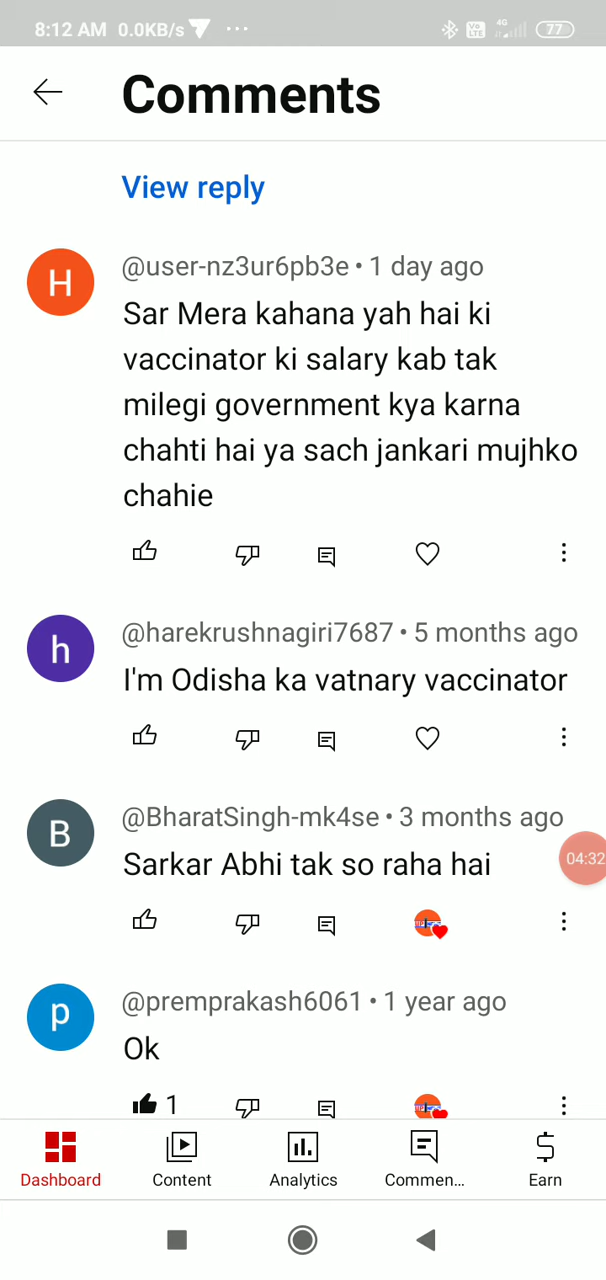 8:12 AM 0.0KB/s ...
Vo LTE 4G 77
Comments
View reply
H
@user-nz3ur6pb3e • 1 day ago
Sar Mera kahana yah hai ki
vaccinator ki salary kab tak
milegi government kya karna
chahti hai ya sach jankari mujhko
chahie
h
@harekrushnagiri7687 • 5 months ago
I'm Odisha ka vatnary vaccinator
B
@BharatSingh-mk4se • 3 months ago
Sarkar Abhi tak so raha hai
04:32
p
@premprakash6061 • 1 year ago
Ok
1
Dashboard Content Analytics Commen... Earn